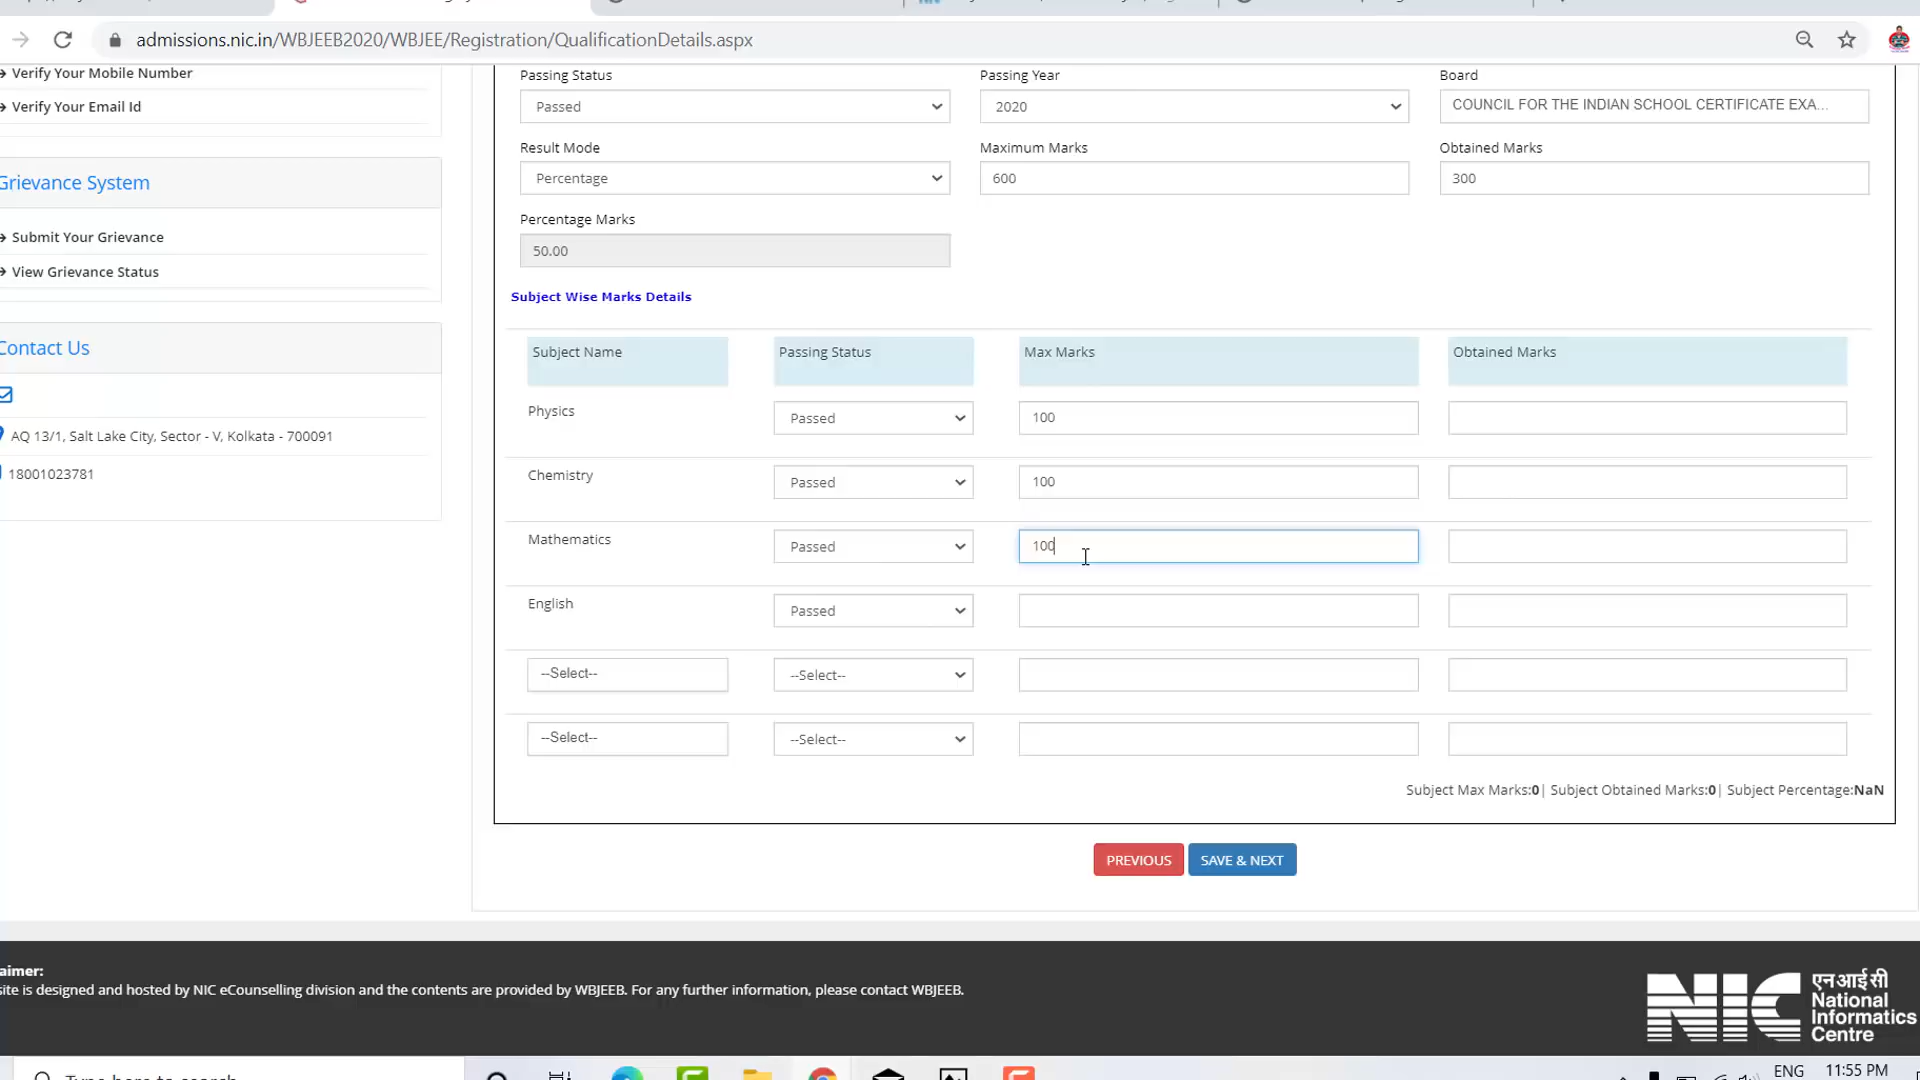 admissions.nic.in/WBJEEB2020/WBJEE/Registration/QualificationDetails.aspx
Verify Your Mobile Number
Verify Your Email Id
Grievance System
Submit Your Grievance
View Grievance Status
Contact Us
AQ 13/1, Salt Lake City, Sector - V, Kolkata - 700091
18001023781
Passing Status Passing Year Board
Passed 2020 COUNCIL FOR THE INDIAN SCHOOL CERTIFICATE EXA...
Result Mode Maximum Marks Obtained Marks
Percentage 600 300
Percentage Marks
50.00
Subject Wise Marks Details
Subject Name Passing Status Max Marks Obtained Marks
Physics Passed 100
Chemistry Passed 100
Mathematics Passed 100
English Passed
--Select-- --Select--
--Select-- --Select--
Subject Max Marks:0| Subject Obtained Marks:0| Subject Percentage:NaN
PREVIOUS SAVE & NEXT
aimer:
site is designed and hosted by NIC eCounselling division and the contents are provided by WBJEEB. For any further information, please contact WBJEEB.
NIC
एन आई सी
National
Informatics
Centre
Type here to search
ENG 11:55 PM